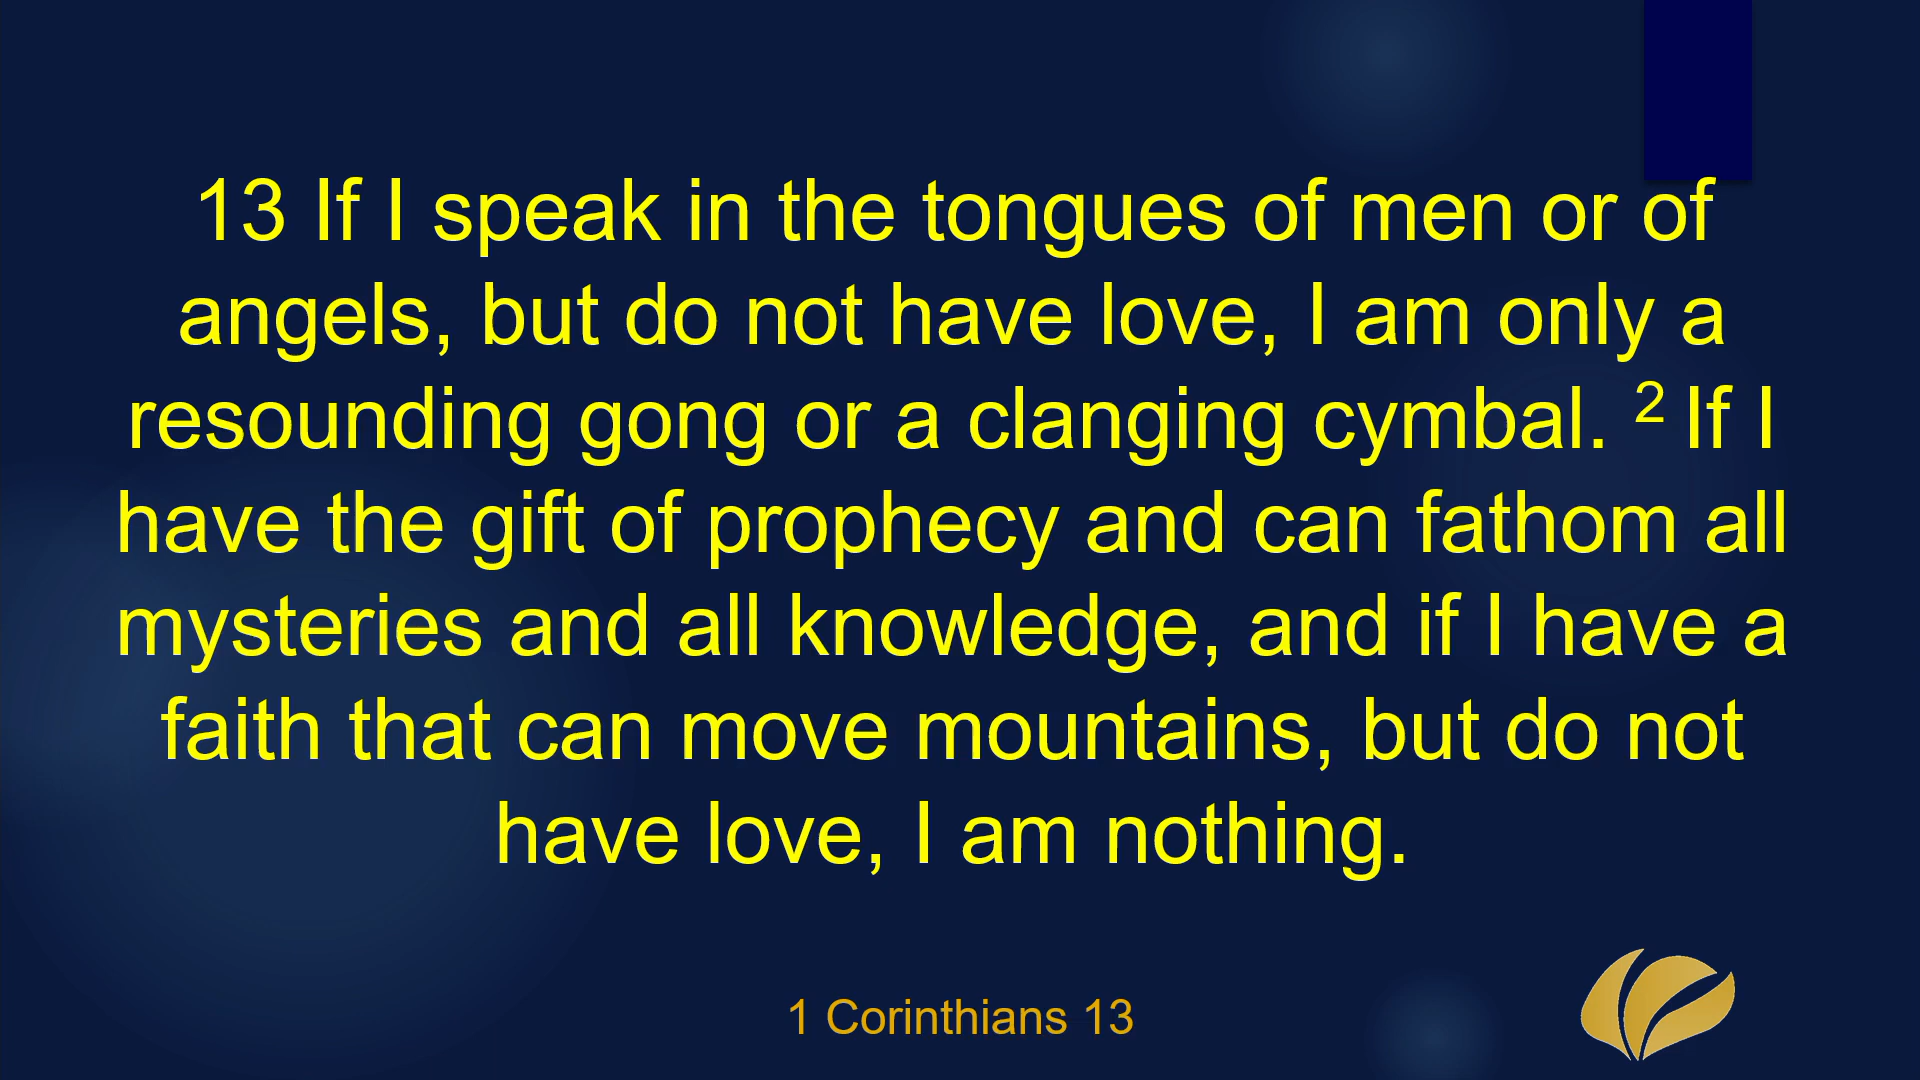 13 If I speak in the tongues of men or of
angels, but do not have love, I am only a
resounding gong or a clanging cymbal. ² If I
have the gift of prophecy and can fathom all
mysteries and all knowledge, and if I have a
faith that can move mountains, but do not
have love, I am nothing.
1 Corinthians 13